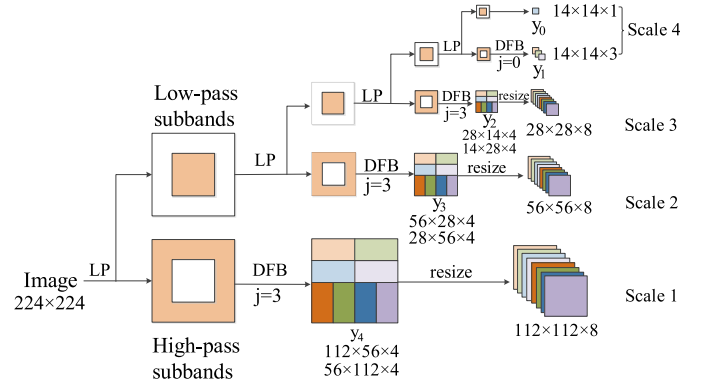 y0 14×14×1
LP DFB j=0 y1 14×14×3
Scale 4
Low-pass subbands
LP DFB j=3 y2 resize
28×14×4
14×28×4
28×28×8
Scale 3
LP DFB j=3 y3 resize
56×28×4
28×56×4
56×56×8
Scale 2
Image
224×224
LP DFB j=3 y4 resize
112×56×4
56×112×4
112×112×8
Scale 1
High-pass subbands